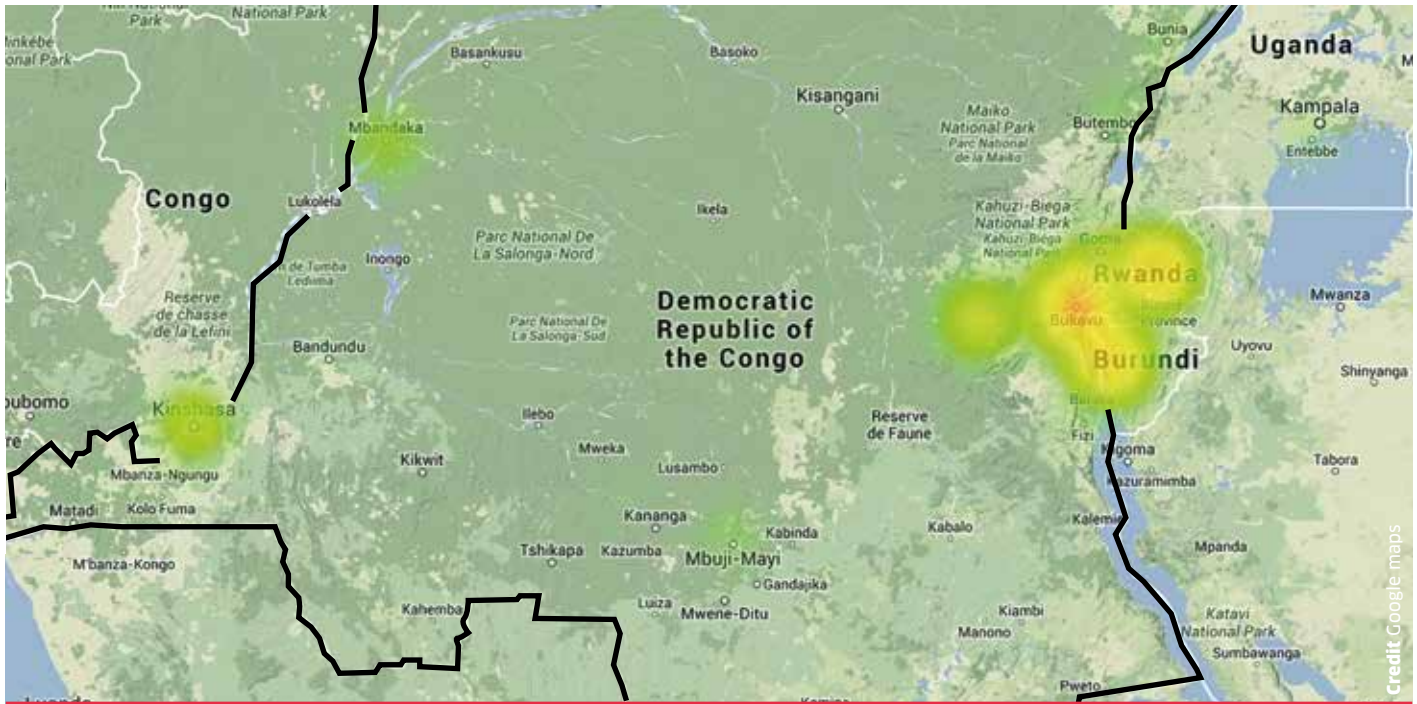 National Park
Park
National Park
Bunia
Uganda
Basankusu
Basoko
Kisangani
Kampala
Entebbe
Maiko
National Park
Parc National
de la Maiko
Butembo
Mbandaka
Congo
Lukolela
Ikela
Kahuzi-Biega
National Park
Kahuzi-Biega
Goma
Parc National De
La Salonga-Nord
Inongo
de Tumba
Lediima
Rwanda
Reserve
de chasse
de la Lefini
Democratic
Republic of
the Congo
Mwanza
Bukavu
Province
Parc National De
La Salonga-Sud
Bandundu
Burundi
Uyovu
Shinyanga
Kinshasa
Ilebo
Reserve
de Faune
Fizi
Kigoma
Mweka
Kikwit
Lusambo
Tabora
Mbanza-Ngungu
Kazuramimba
Matadi
Kolo Fuma
Kananga
Kabinda
Kabalo
Kalemie
Tshikapa
Kazumba
Mbuji-Mayi
Mpanda
M'banza-Kongo
Gandajika
Kahemba
Luiza
Mwene-Ditu
Kiambi
Manono
Katavi
National Park
Sumbawanga
Pweto
Credit Google maps